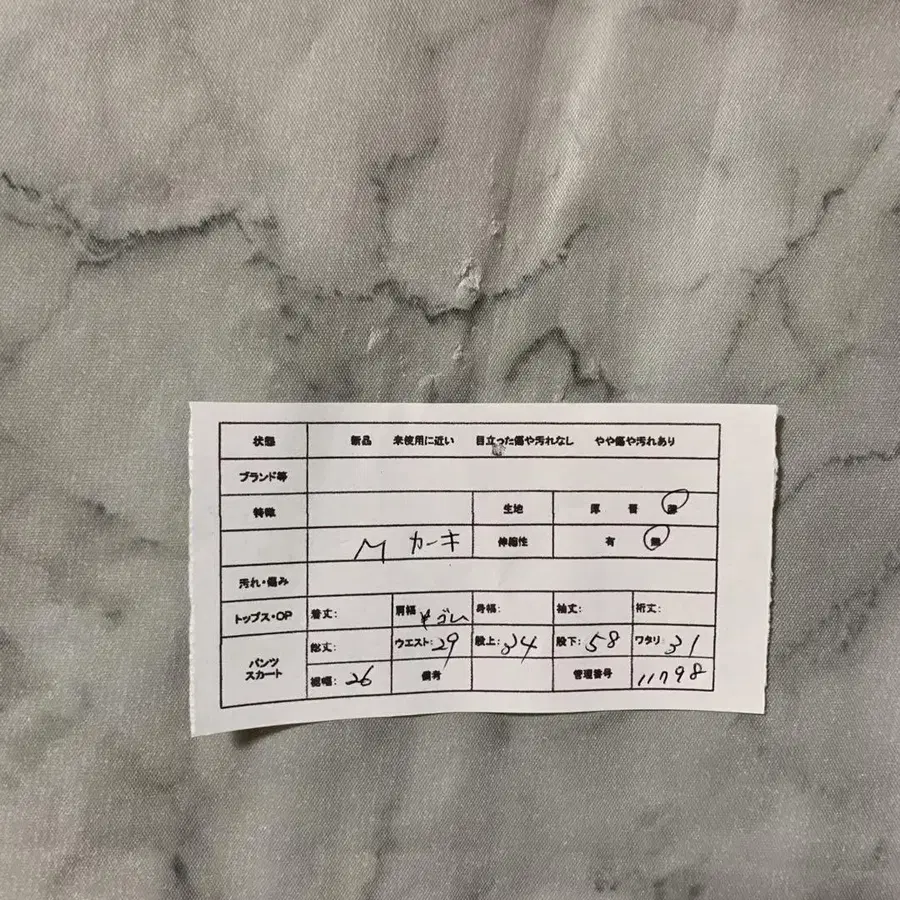 状態 新品 未使用に近い 目立った傷や汚れなし やや傷や汚れあり
ブランド等
特徴 生地 厚 普 薄
M カーキ 伸縮性 有 無
汚れ・傷み
トップス・OP 着丈: 肩幅 ゴム 身幅: 袖丈: 裄丈:
パンツ スカート 総丈: ウエスト: 29 股上: 34 股下: 58 ワタリ: 31
裾幅: 26 備考 管理番号 11798